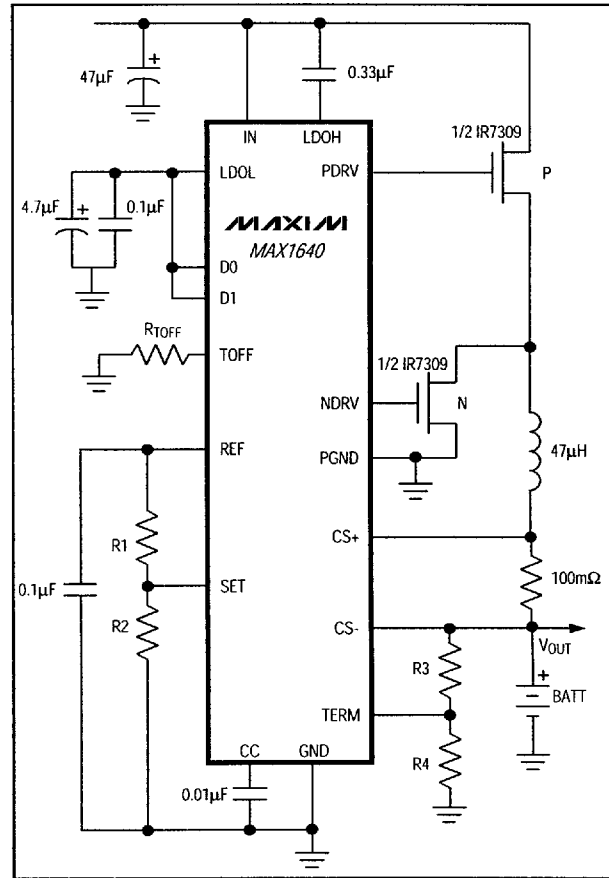 47µF
+
0.33µF
IN
LDOH
1/2 IR7309
LDOL
PDRV
P
4.7µF
+
0.1µF
MAXIM
MAX1640
D0
D1
RTOFF
TOFF
1/2 IR7309
NDRV
N
REF
PGND
47µH
R1
CS+
0.1µF
SET
100mΩ
R2
CS-
VOUT
R3
+
BATT
TERM
CC
GND
R4
0.01µF